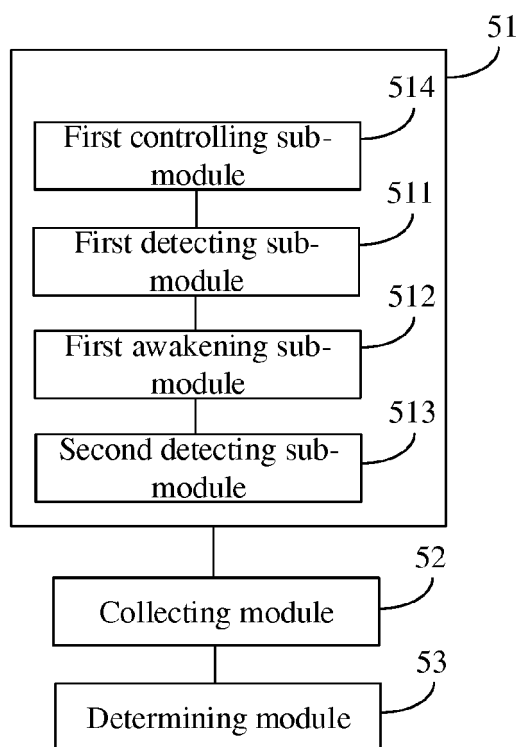 51
514
First controlling sub-
module
511
First detecting sub-
module
512
First awakening sub-
module
513
Second detecting sub-
module
52
Collecting module
53
Determining module